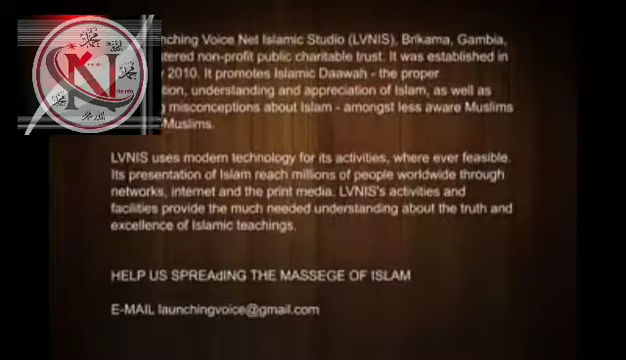 nching Voice Net Islamic Studio (LVNIS), Brikama, Gambia,
tered non-profit public charitable trust. It was established in
2010. It promotes Islamic Daawah - the proper
tion, understanding and appreciation of Islam, as well as
misconceptions about Islam - amongst less aware Muslims
Muslims.
LVNIS uses modern technology for its activities, where ever feasible.
Its presentation of Islam reach millions of people worldwide through
networks, internet and the print media. LVNIS's activities and
facilities provide the much needed understanding about the truth and
excellence of Islamic teachings.
HELP US SPREAdING THE MASSEGE OF ISLAM
E-MAIL launchingvoice@gmail.com